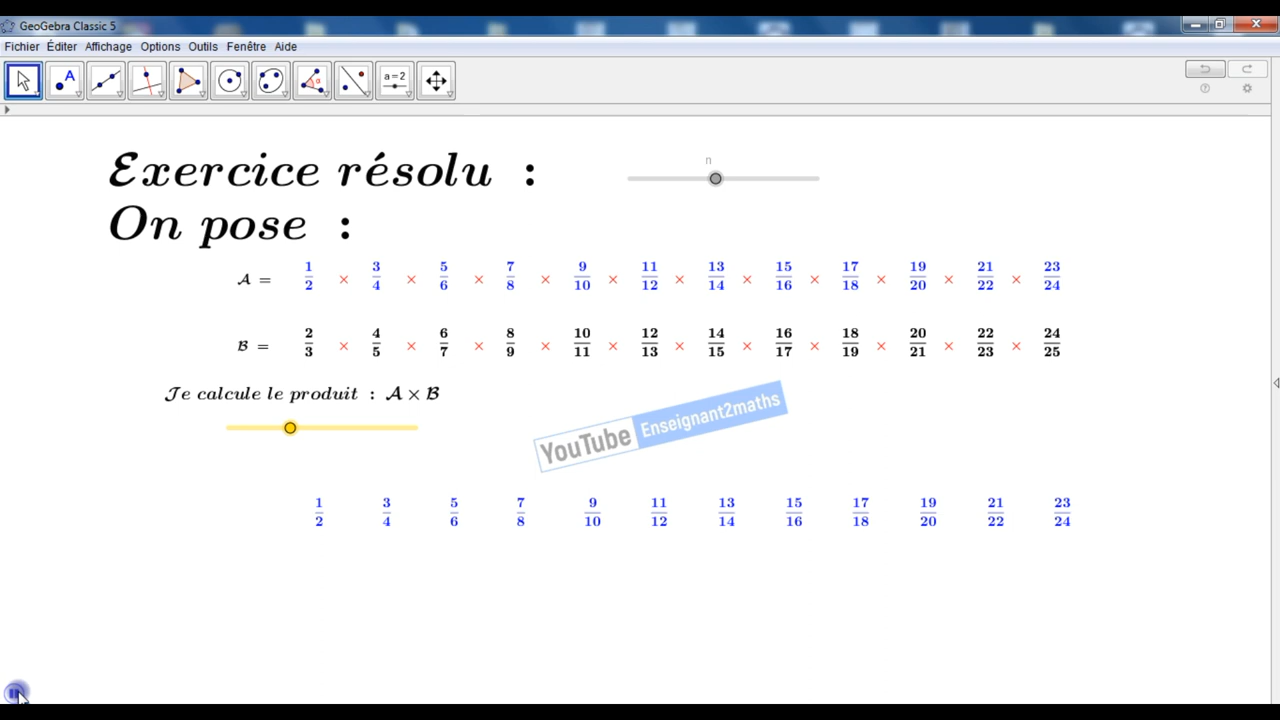 GeoGebra Classic 5
Fichier Éditer Affichage Options Outils Fenêtre Aide
A a=2
Exercice résolu :
n
On pose :
A = 1/2 × 3/4 × 5/6 × 7/8 × 9/10 × 11/12 × 13/14 × 15/16 × 17/18 × 19/20 × 21/22 × 23/24
B = 2/3 × 4/5 × 6/7 × 8/9 × 10/11 × 12/13 × 14/15 × 16/17 × 18/19 × 20/21 × 22/23 × 24/25
Je calcule le produit : A × B
YouTube Enseignant2maths
1/2 3/4 5/6 7/8 9/10 11/12 13/14 15/16 17/18 19/20 21/22 23/24